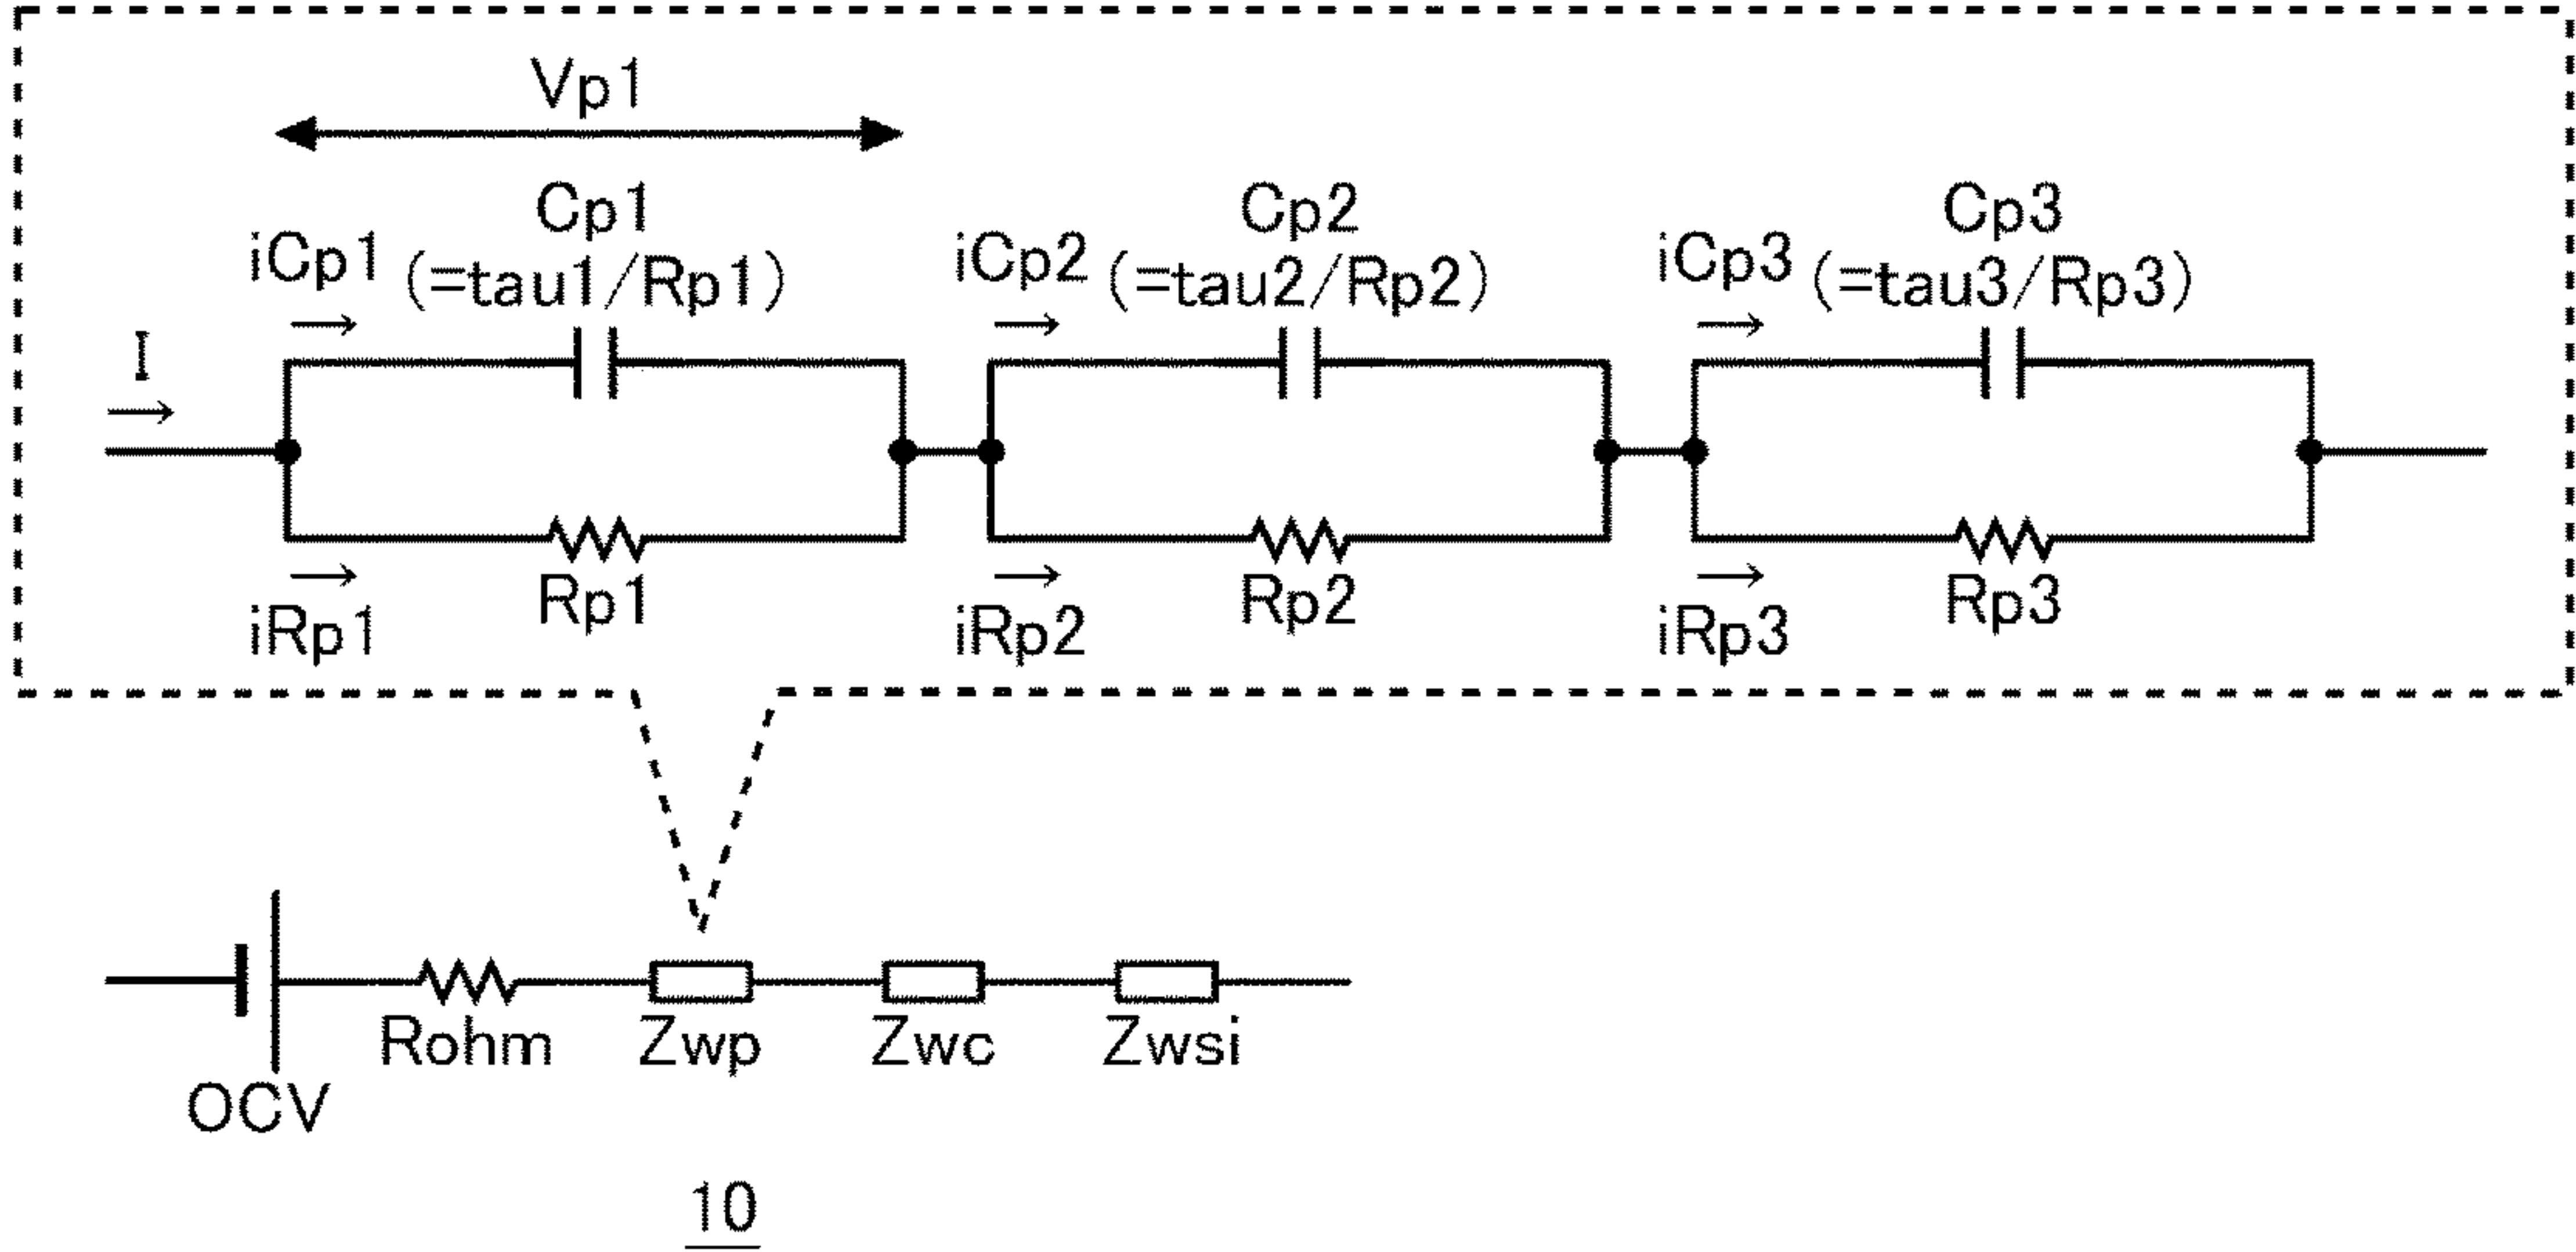 Vp1
Cp1
Cp2
Cp3
iCp1 (=tau1/Rp1)
iCp2 (=tau2/Rp2)
iCp3 (=tau3/Rp3)
I
Rp1
Rp2
Rp3
iRp1
iRp2
iRp3
Rohm
Zwp
Zwc
Zwsi
OCV
10